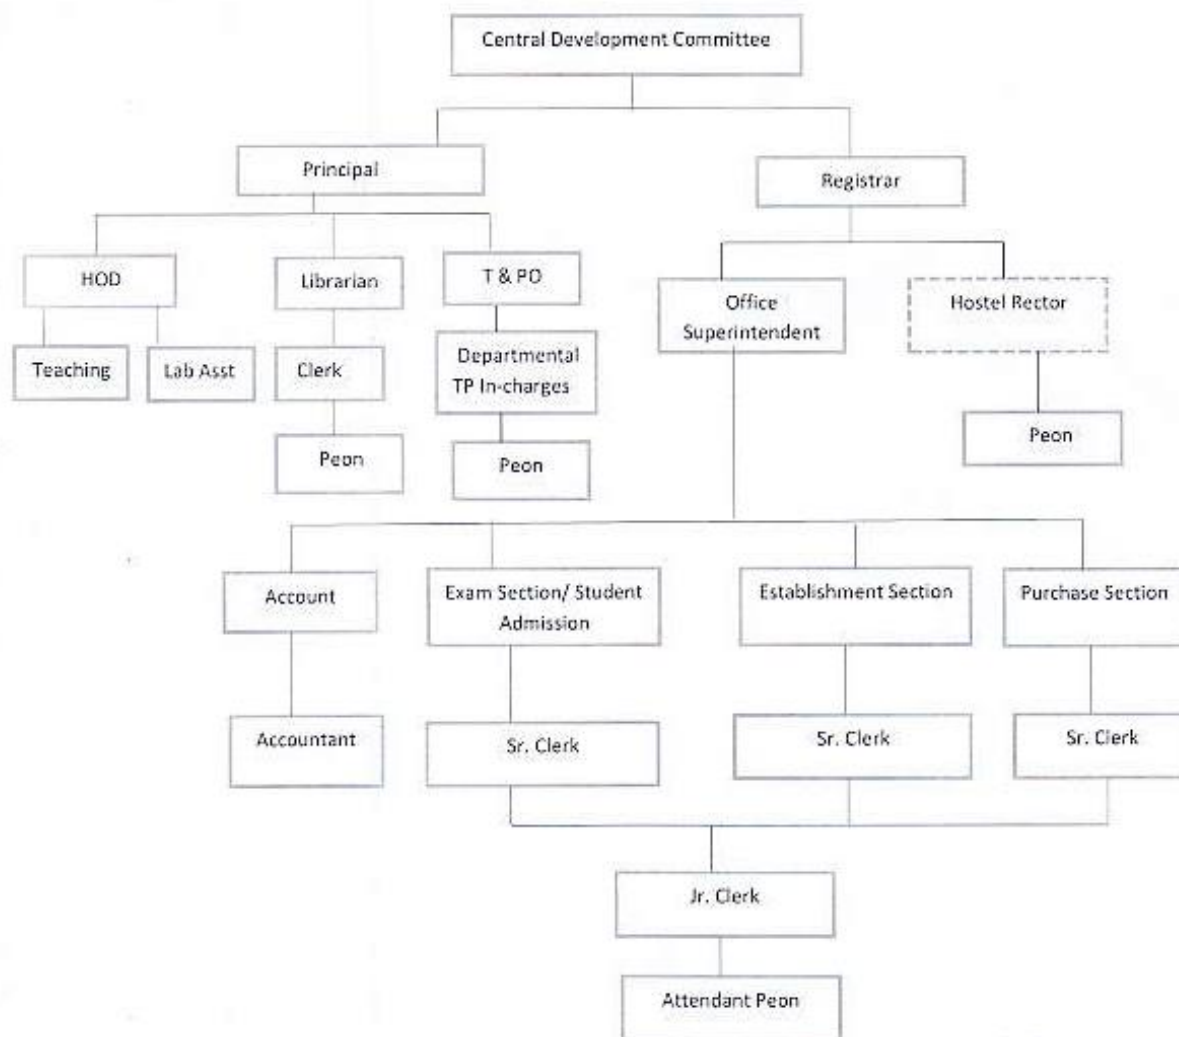 Central Development Committee
Principal
Registrar
HOD
Librarian
T & PO
Office
Superintendent
Hostel Rector
Teaching
Lab Asst
Clerk
Departmental
TP In-charges
Peon
Peon
Peon
Account
Exam Section/ Student
Admission
Establishment Section
Purchase Section
Accountant
Sr. Clerk
Sr. Clerk
Sr. Clerk
Jr. Clerk
Attendant Peon